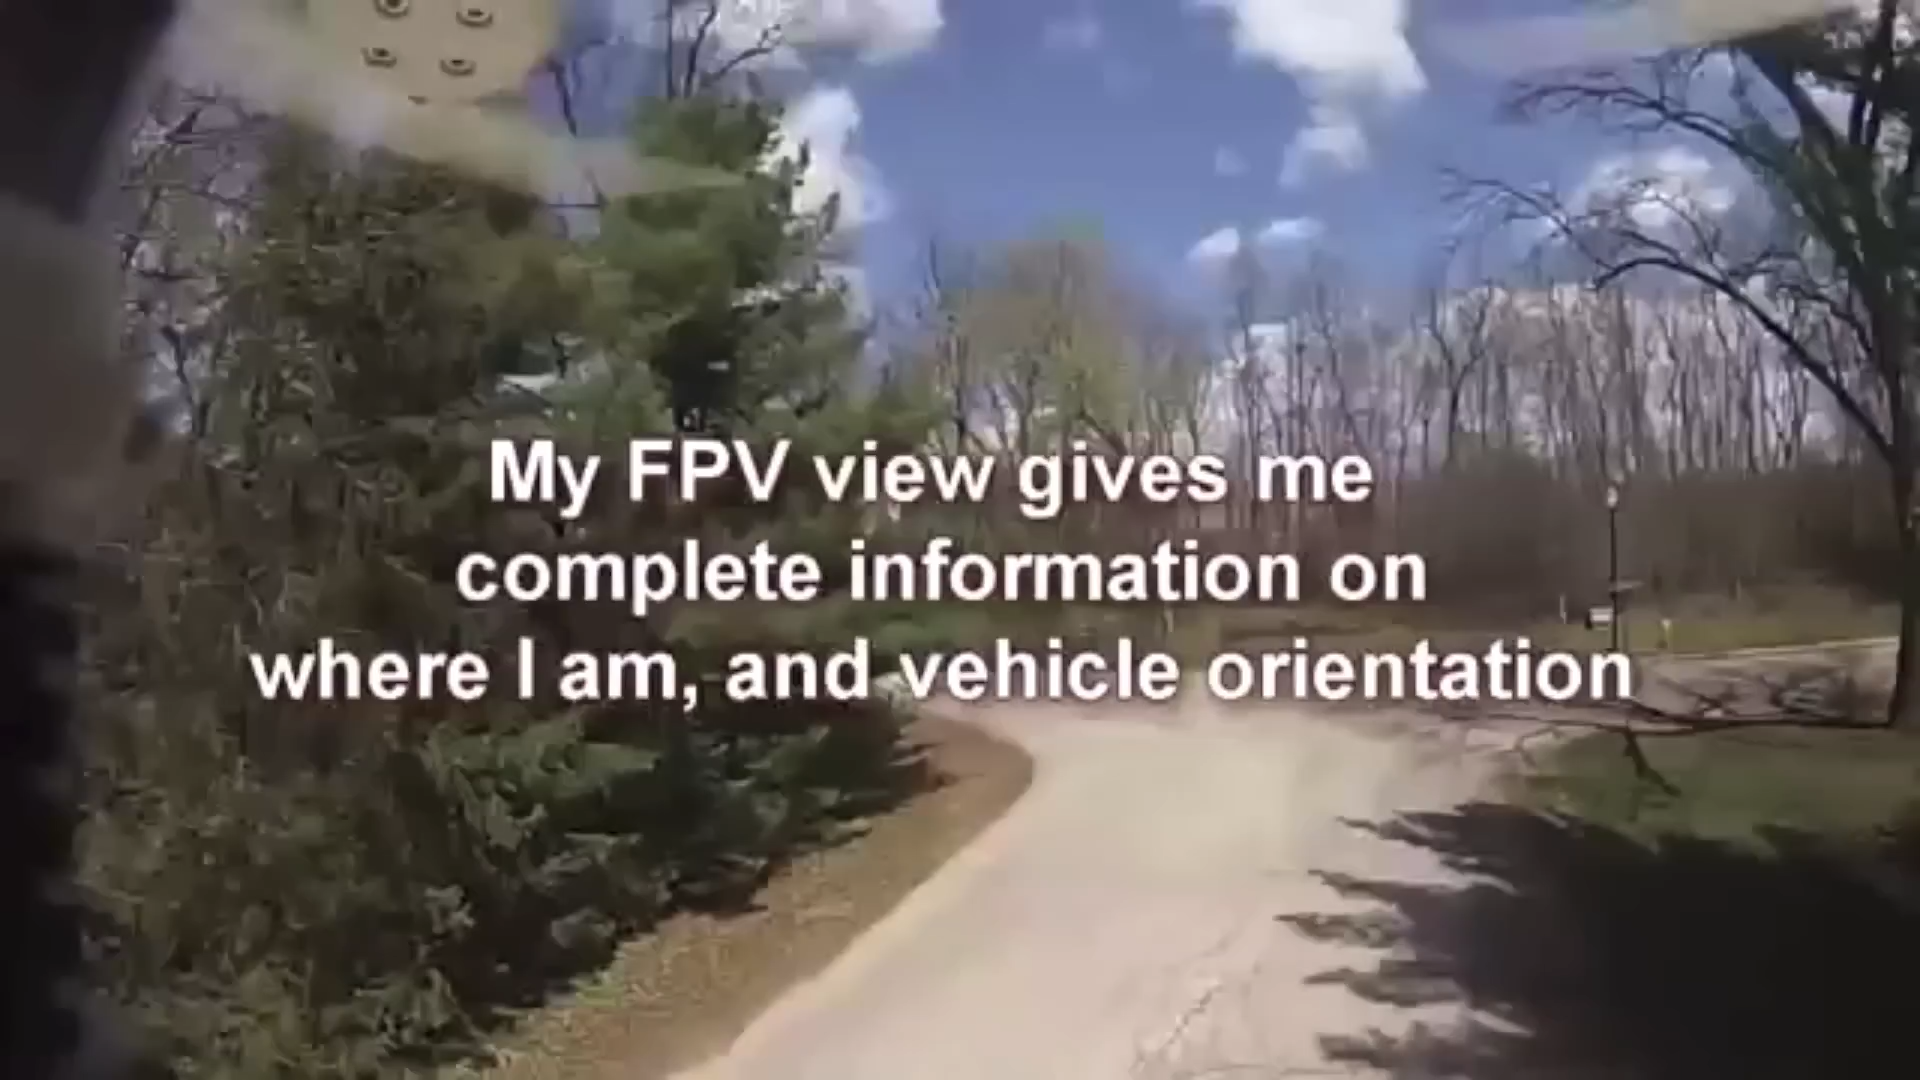 My FPV view gives me
complete information on
where I am, and vehicle orientation